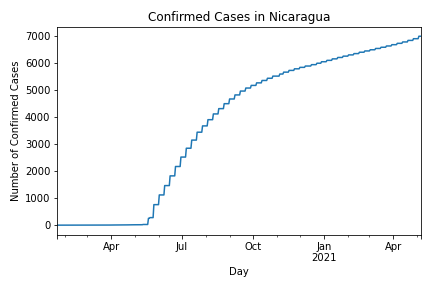 Confirmed Cases in Nicaragua
Number of Confirmed Cases
7000
6000
5000
4000
3000
2000
1000
0
Apr Jul Oct Jan Apr
2021
Day